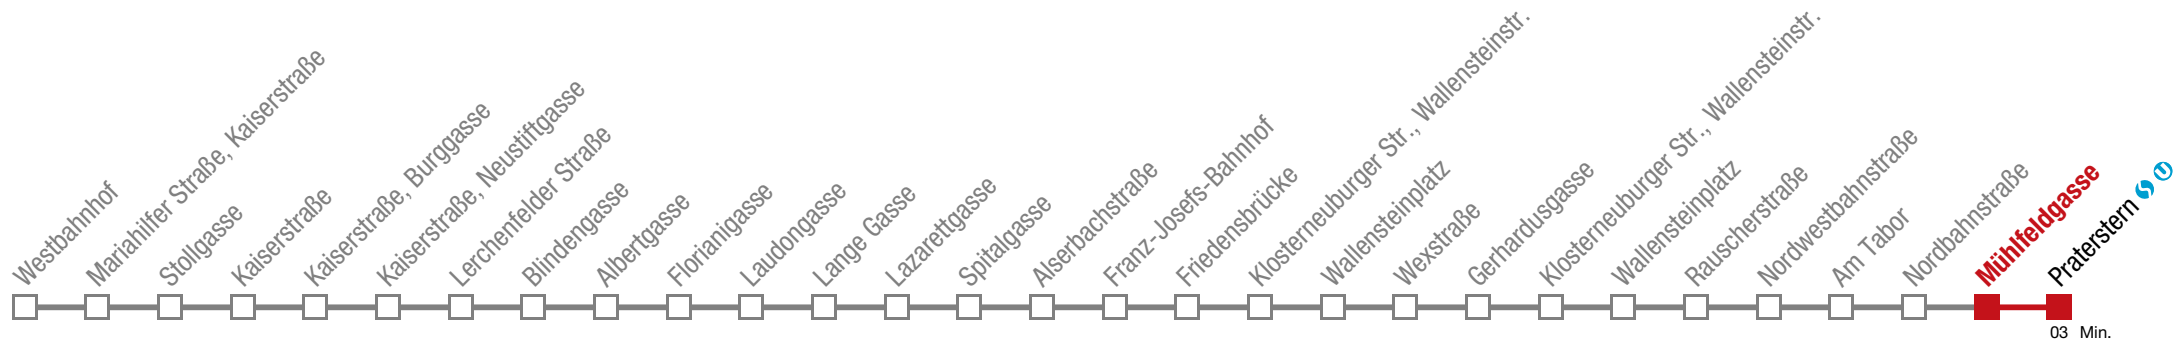 Westbahnhof
Mariahilfer Straße, Kaiserstraße
Stollgasse
Kaiserstraße
Kaiserstraße, Burggasse
Kaiserstraße, Neustiftgasse
Lerchenfelder Straße
Blindengasse
Albertgasse
Florianigasse
Laudongasse
Lange Gasse
Lazarettgasse
Spitalgasse
Alserbachstraße
Franz-Josefs-Bahnhof
Friedensbrücke
Klosterneuburger Str., Wallensteinstr.
Wallensteinplatz
Wexstraße
Gerhardusgasse
Klosterneuburger Str., Wallensteinstr.
Wallensteinplatz
Rauscherstraße
Nordwestbahnstraße
Am Tabor
Nordbahnstraße
Mühlfeldgasse
Praterstern S U
03 Min.